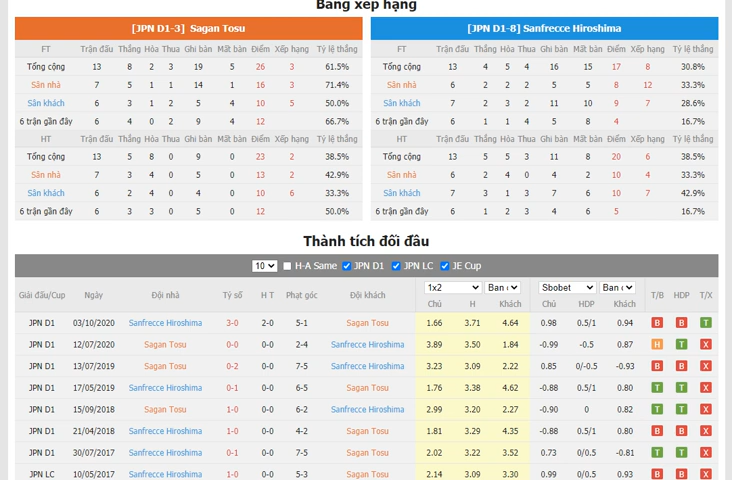 Bảng xếp hạng
[JPN D1-3] Sagan Tosu
FT Trận đấu Thắng Hòa Thua Ghi bàn Mất bàn Điểm Xếp hạng Tỷ lệ thắng
Tổng cộng 13 8 2 3 19 5 26 3 61.5%
Sân nhà 7 5 1 1 14 1 16 3 71.4%
Sân khách 6 3 1 2 5 4 10 5 50.0%
6 trận gần đây 6 4 0 2 9 4 12 66.7%
HT Trận đấu Thắng Hòa Thua Ghi bàn Mất bàn Điểm Xếp hạng Tỷ lệ thắng
Tổng cộng 13 5 8 0 9 0 23 2 38.5%
Sân nhà 7 3 4 0 5 0 13 2 42.9%
Sân khách 6 2 4 0 4 0 10 6 33.3%
6 trận gần đây 6 3 3 0 5 0 12 50.0%
[JPN D1-8] Sanfrecce Hiroshima
FT Trận đấu Thắng Hòa Thua Ghi bàn Mất bàn Điểm Xếp hạng Tỷ lệ thắng
Tổng cộng 13 4 5 4 16 15 17 8 30.8%
Sân nhà 6 2 2 2 5 5 8 12 33.3%
Sân khách 7 2 3 2 11 10 9 7 28.6%
6 trận gần đây 6 1 1 4 5 8 4 16.7%
HT Trận đấu Thắng Hòa Thua Ghi bàn Mất bàn Điểm Xếp hạng Tỷ lệ thắng
Tổng cộng 13 5 5 3 11 8 20 6 38.5%
Sân nhà 6 2 4 0 4 2 10 4 33.3%
Sân khách 7 3 1 3 7 6 10 7 42.9%
6 trận gần đây 6 1 2 3 4 6 5 16.7%
Thành tích đối đầu
10 H-A Same JPN D1 JPN LC JE Cup
Giải đấu/Cup Ngày Đội nhà Tỷ số H T Phạt góc Đội khách 1x2 Ban Sbobet Ban T/B HDP T/X
Chủ H Khách Chủ HDP Khách
JPN D1 03/10/2020 Sanfrecce Hiroshima 3-0 2-0 5-1 Sagan Tosu 1.66 3.71 4.64 0.98 0.5/1 0.94 B B T
JPN D1 12/07/2020 Sagan Tosu 0-0 0-0 2-4 Sanfrecce Hiroshima 3.89 3.50 1.84 -0.99 -0.5 0.87 H T X
JPN D1 13/07/2019 Sagan Tosu 0-2 0-0 7-5 Sanfrecce Hiroshima 3.23 3.09 2.22 0.85 0/-0.5 -0.93 B B X
JPN D1 17/05/2019 Sanfrecce Hiroshima 0-1 0-0 6-5 Sagan Tosu 1.76 3.38 4.62 -0.88 0.5/1 0.80 T T X
JPN D1 15/09/2018 Sagan Tosu 1-0 0-0 6-2 Sanfrecce Hiroshima 2.99 3.20 2.27 -0.90 0 0.82 T T X
JPN D1 21/04/2018 Sanfrecce Hiroshima 1-0 0-0 4-2 Sagan Tosu 1.81 3.29 4.35 -0.88 0.5/1 0.80 B B X
JPN D1 30/07/2017 Sanfrecce Hiroshima 0-1 0-0 7-5 Sagan Tosu 2.02 3.22 3.52 0.73 0/0.5 -0.81 T T X
JPN LC 10/05/2017 Sanfrecce Hiroshima 1-0 0-0 5-3 Sagan Tosu 2.14 3.09 3.30 0.99 0/0.5 0.93 B B X